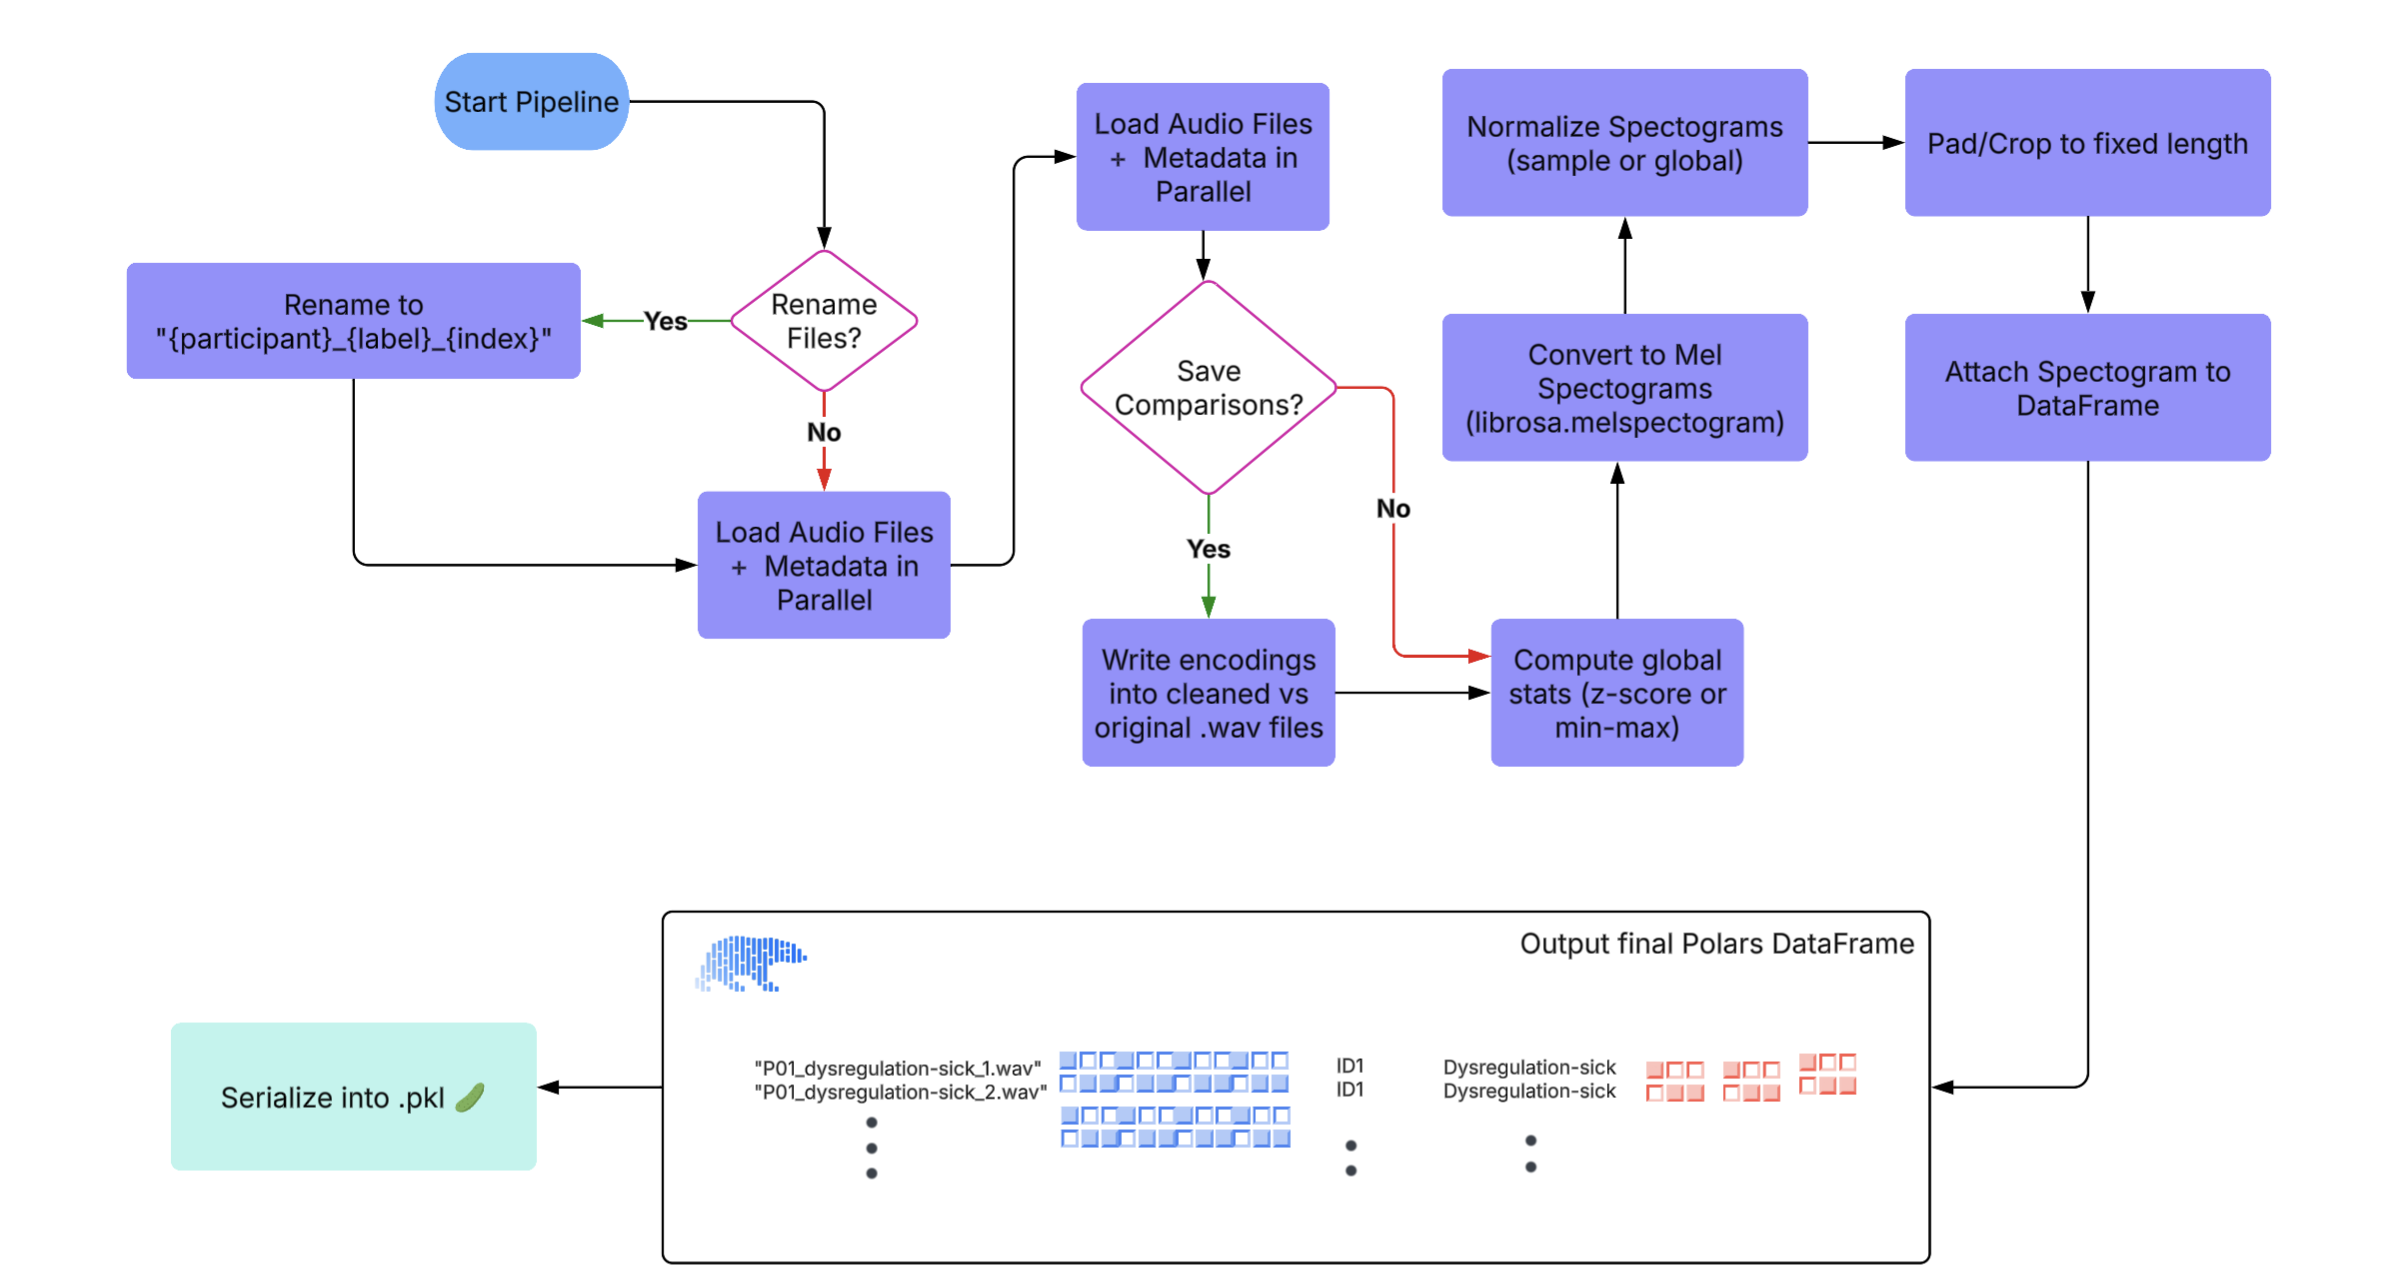 Start Pipeline
Rename
Files?
Yes
Rename to
"{participant}_{label}_{index}"
No
Load Audio Files
+ Metadata in
Parallel
Load Audio Files
+ Metadata in
Parallel
Save
Comparisons?
Yes
No
Write encodings
into cleaned vs
original .wav files
Compute global
stats (z-score or
min-max)
Convert to Mel
Spectograms
(librosa.melspectogram)
Normalize Spectograms
(sample or global)
Pad/Crop to fixed length
Attach Spectogram to
DataFrame
Output final Polars DataFrame
"P01_dysregulation-sick_1.wav" ID1 Dysregulation-sick
"P01_dysregulation-sick_2.wav" ID1 Dysregulation-sick
Serialize into .pkl